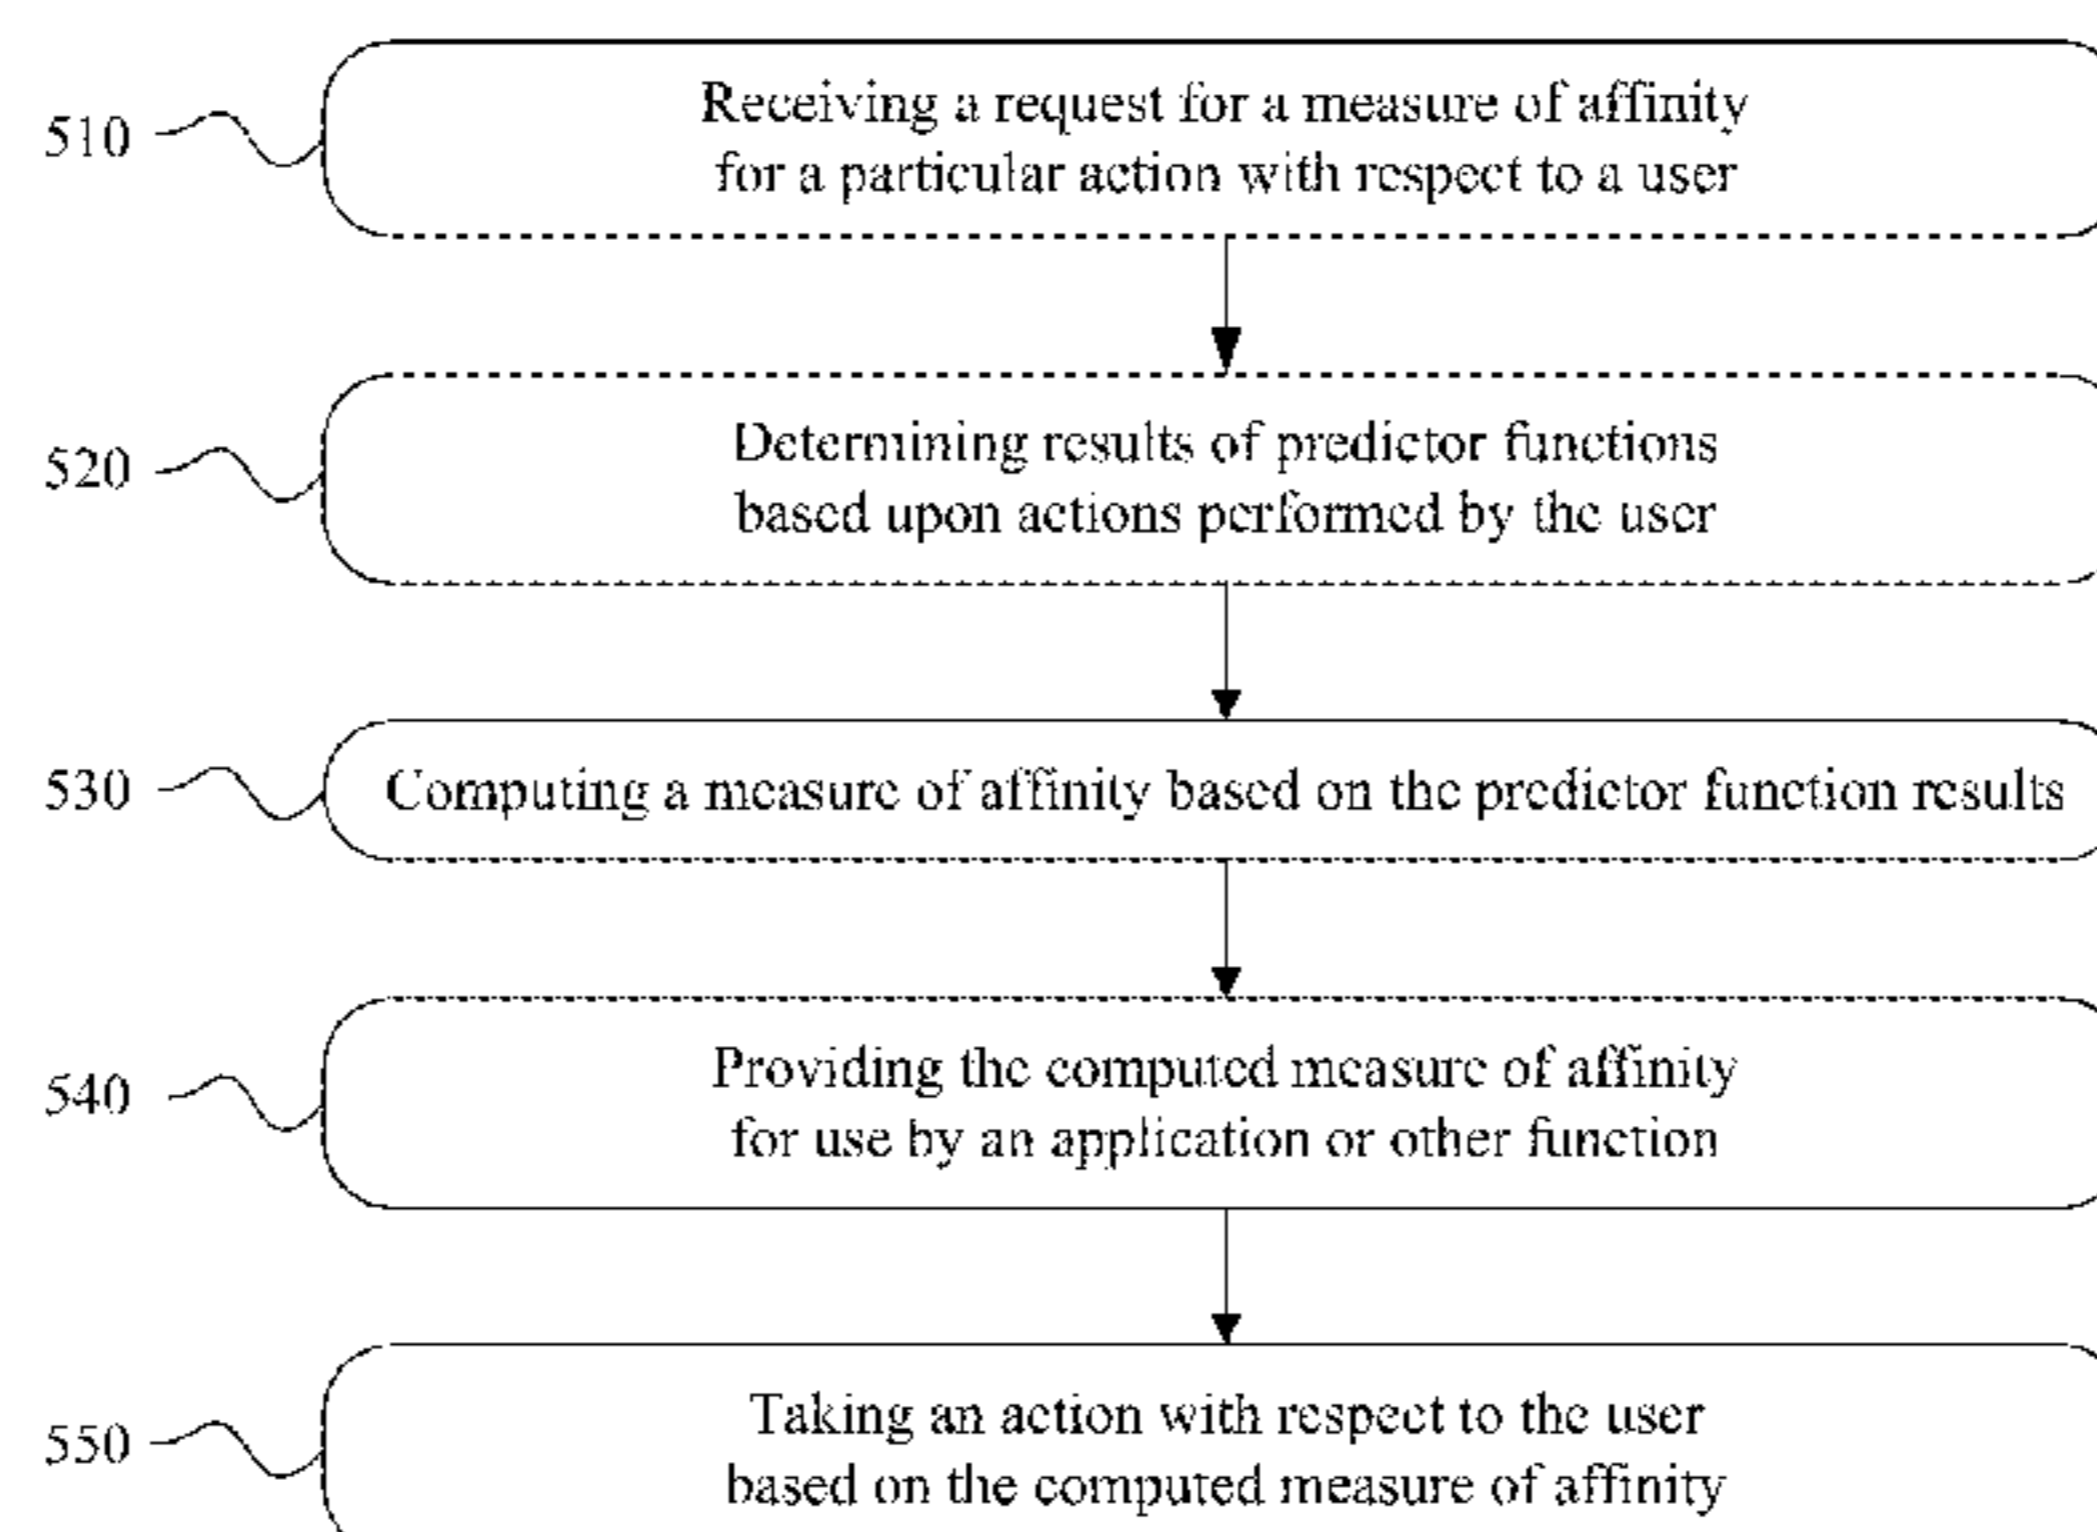 510
Receiving a request for a measure of affinity
for a particular action with respect to a user
520
Determining results of predictor functions
based upon actions performed by the user
530
Computing a measure of affinity based on the predictor function results
540
Providing the computed measure of affinity
for use by an application or other function
550
Taking an action with respect to the user
based on the computed measure of affinity